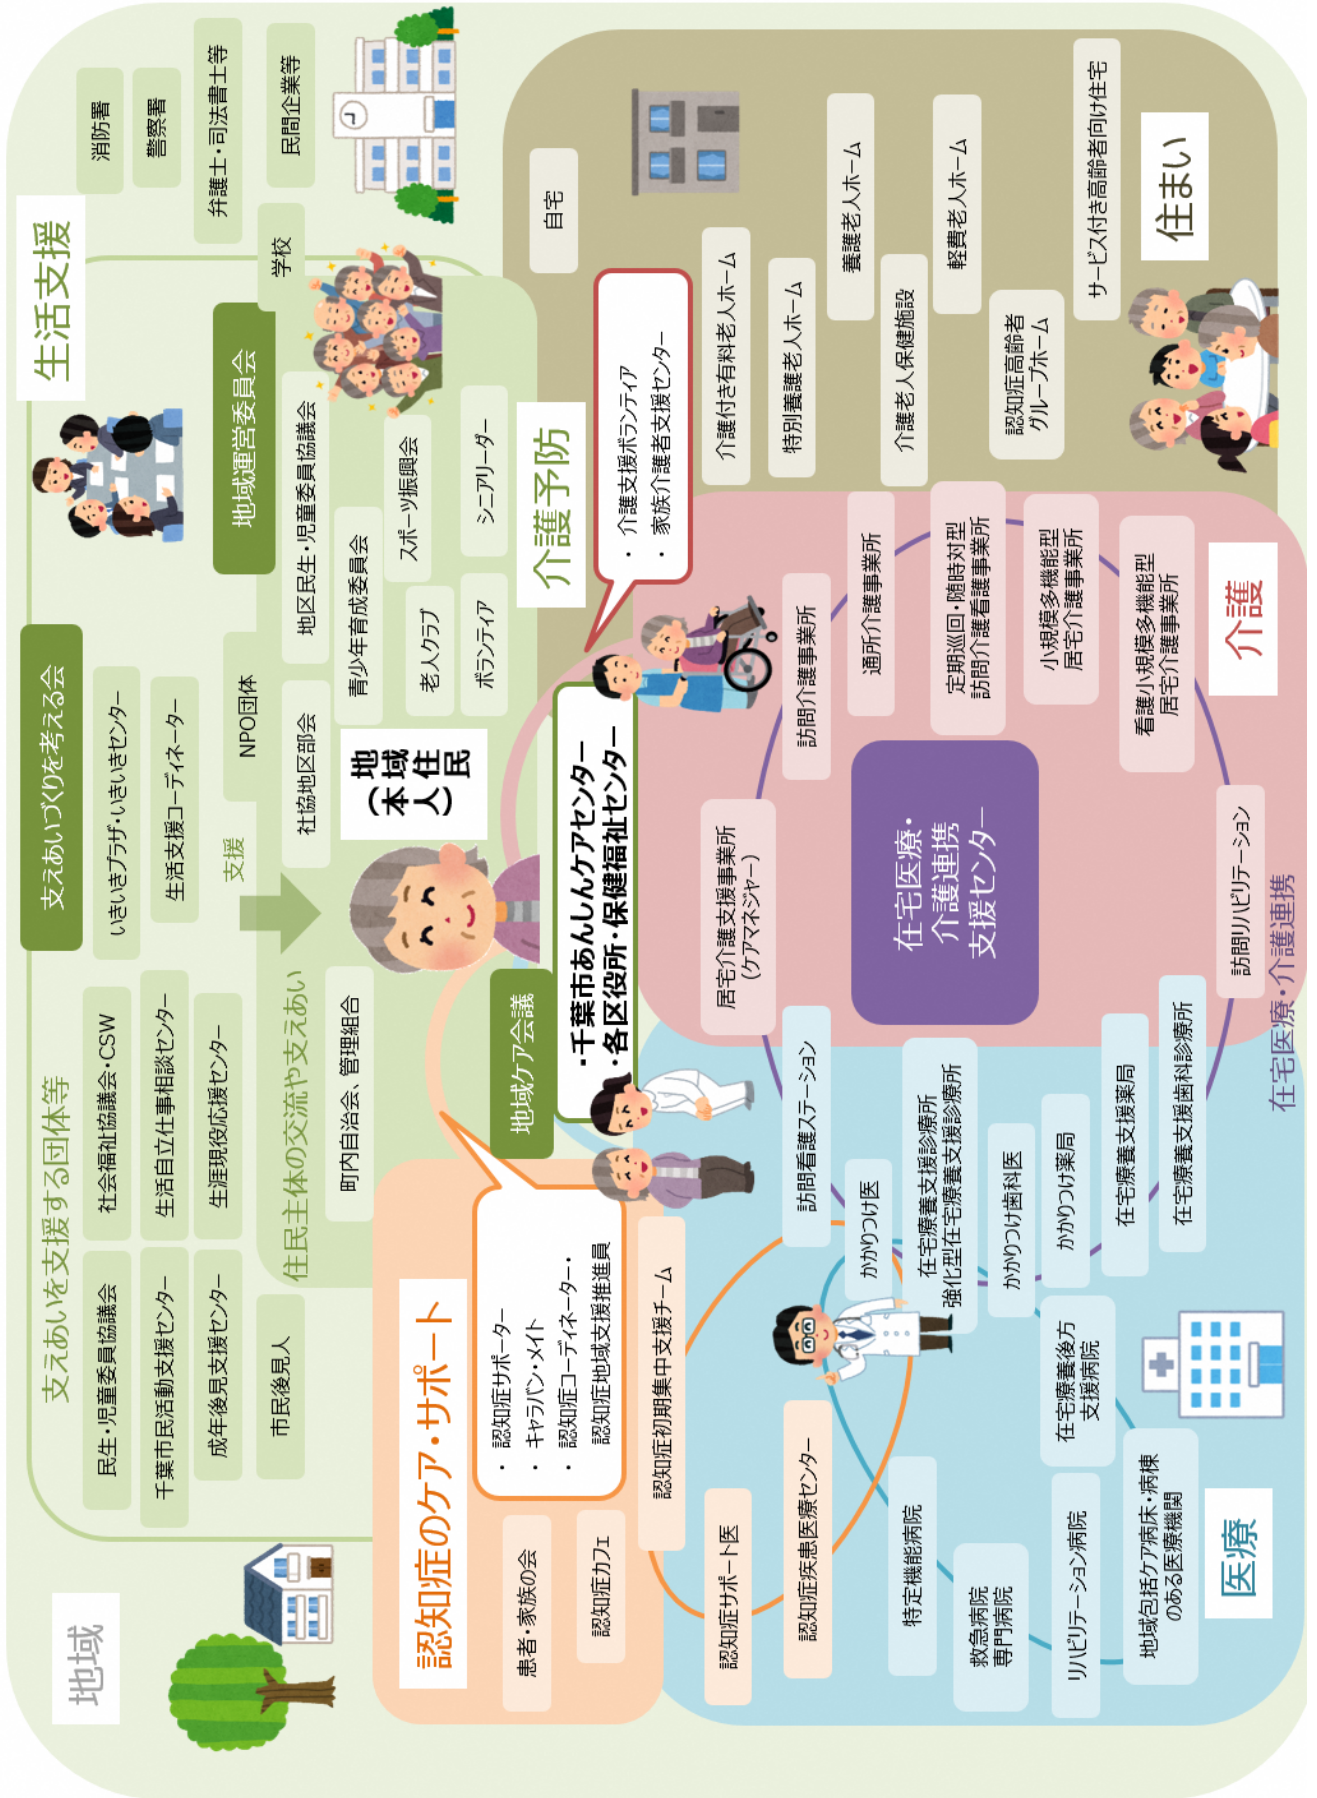 地域
生活支援
支えあいを支援する団体等
支えあいづくりを考える会
民生・児童委員協議会
社会福祉協議会・CSW
いきいきプラザ・いきいきセンター
千葉市民活動支援センター
生活自立仕事相談センター
生活支援コーディネーター
成年後見支援センター
生涯現役応援センター
支援
NPO団体
市民後見人
消防署
警察署
弁護士・司法書士等
民間企業等
学校
地域運営委員会
住民主体の交流や支えあい
町内自治会、管理組合
社協地区部会
地区民生・児童委員協議会
青少年育成委員会
スポーツ振興会
老人クラブ
シニアリーダー
ボランティア
介護予防
地域住民
(本人)
認知症のケア・サポート
・ 認知症サポーター
・ キャラバン・メイト
・ 認知症コーディネーター・
認知症地域支援推進員
患者・家族の会
認知症カフェ
認知症初期集中支援チーム
認知症サポート医
認知症疾患医療センター
地域ケア会議
・千葉市あんしんケアセンター
・各区役所・保健福祉センター
・ 介護支援ボランティア
・ 家族介護者支援センター
自宅
介護付き有料老人ホーム
特別養護老人ホーム
養護老人ホーム
介護老人保健施設
軽費老人ホーム
認知症高齢者
グループホーム
サービス付き高齢者向け住宅
住まい
居宅介護支援事業所
(ケアマネジャー)
訪問介護事業所
通所介護事業所
定期巡回・随時対型
訪問介護看護事業所
小規模多機能型
居宅介護事業所
看護小規模多機能型
居宅介護事業所
訪問リハビリテーション
介護
在宅医療・
介護連携
支援センター
在宅医療・介護連携
訪問看護ステーション
かかりつけ医
在宅療養支援診療所
強化型在宅療養支援診療所
かかりつけ歯科医
かかりつけ薬局
在宅療養支援薬局
在宅療養支援歯科診療所
在宅療養後方
支援病院
特定機能病院
救急病院
専門病院
リハビリテーション病院
地域包括ケア病床・病棟
のある医療機関
医療